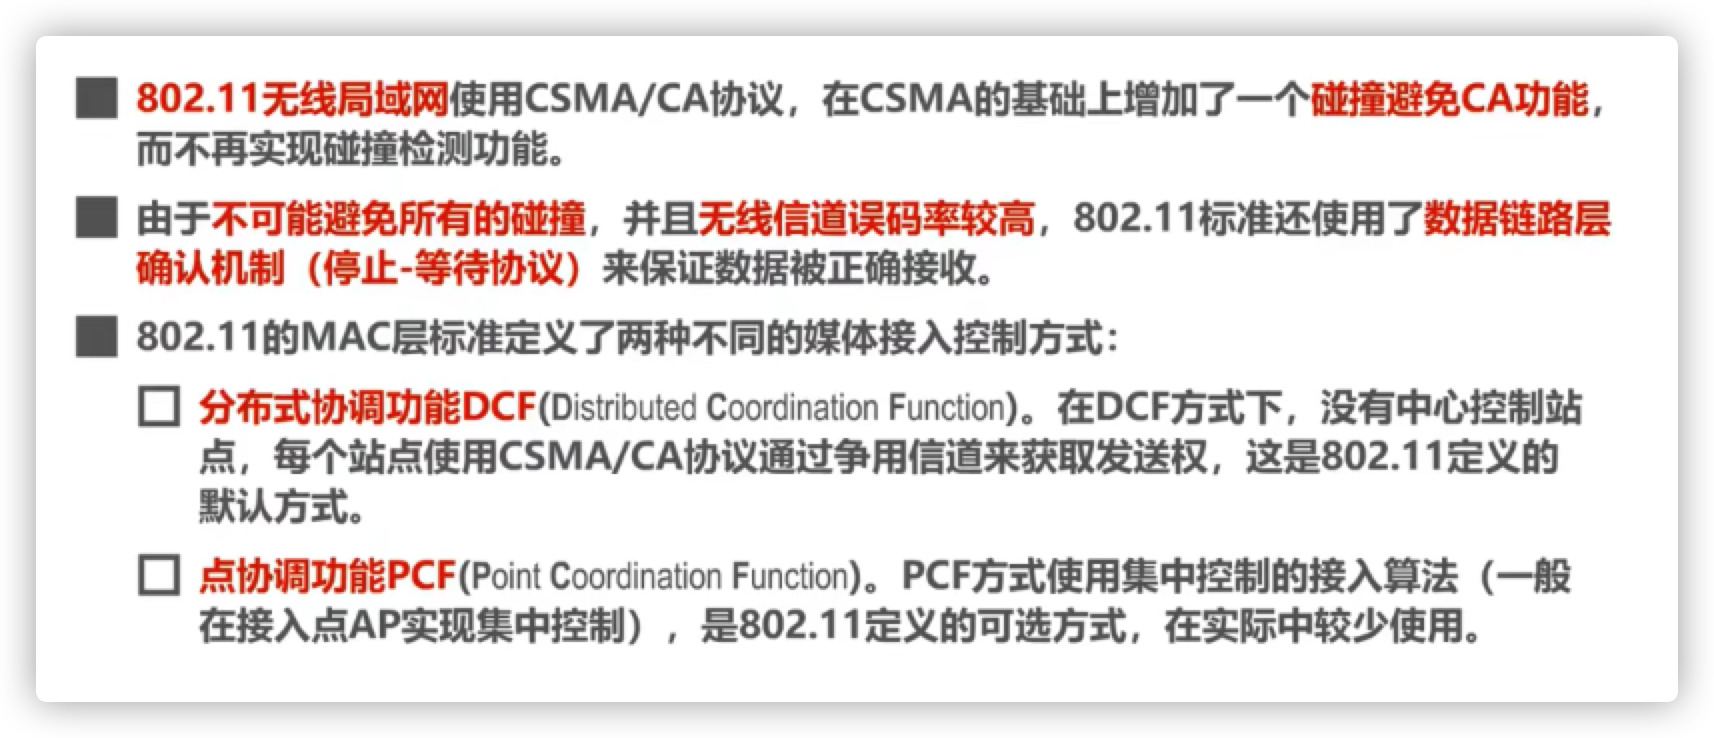 802.11无线局域网使用CSMA/CA协议，在CSMA的基础上增加了一个碰撞避免CA功能，
而不再实现碰撞检测功能。
由于不可能避免所有的碰撞，并且无线信道误码率较高，802.11标准还使用了数据链路层
确认机制（停止-等待协议）来保证数据被正确接收。
802.11的MAC层标准定义了两种不同的媒体接入控制方式：
分布式协调功能DCF(Distributed Coordination Function)。在DCF方式下，没有中心控制站
点，每个站点使用CSMA/CA协议通过争用信道来获取发送权，这是802.11定义的
默认方式。
点协调功能PCF(Point Coordination Function)。PCF方式使用集中控制的接入算法（一般
在接入点AP实现集中控制），是802.11定义的可选方式，在实际中较少使用。